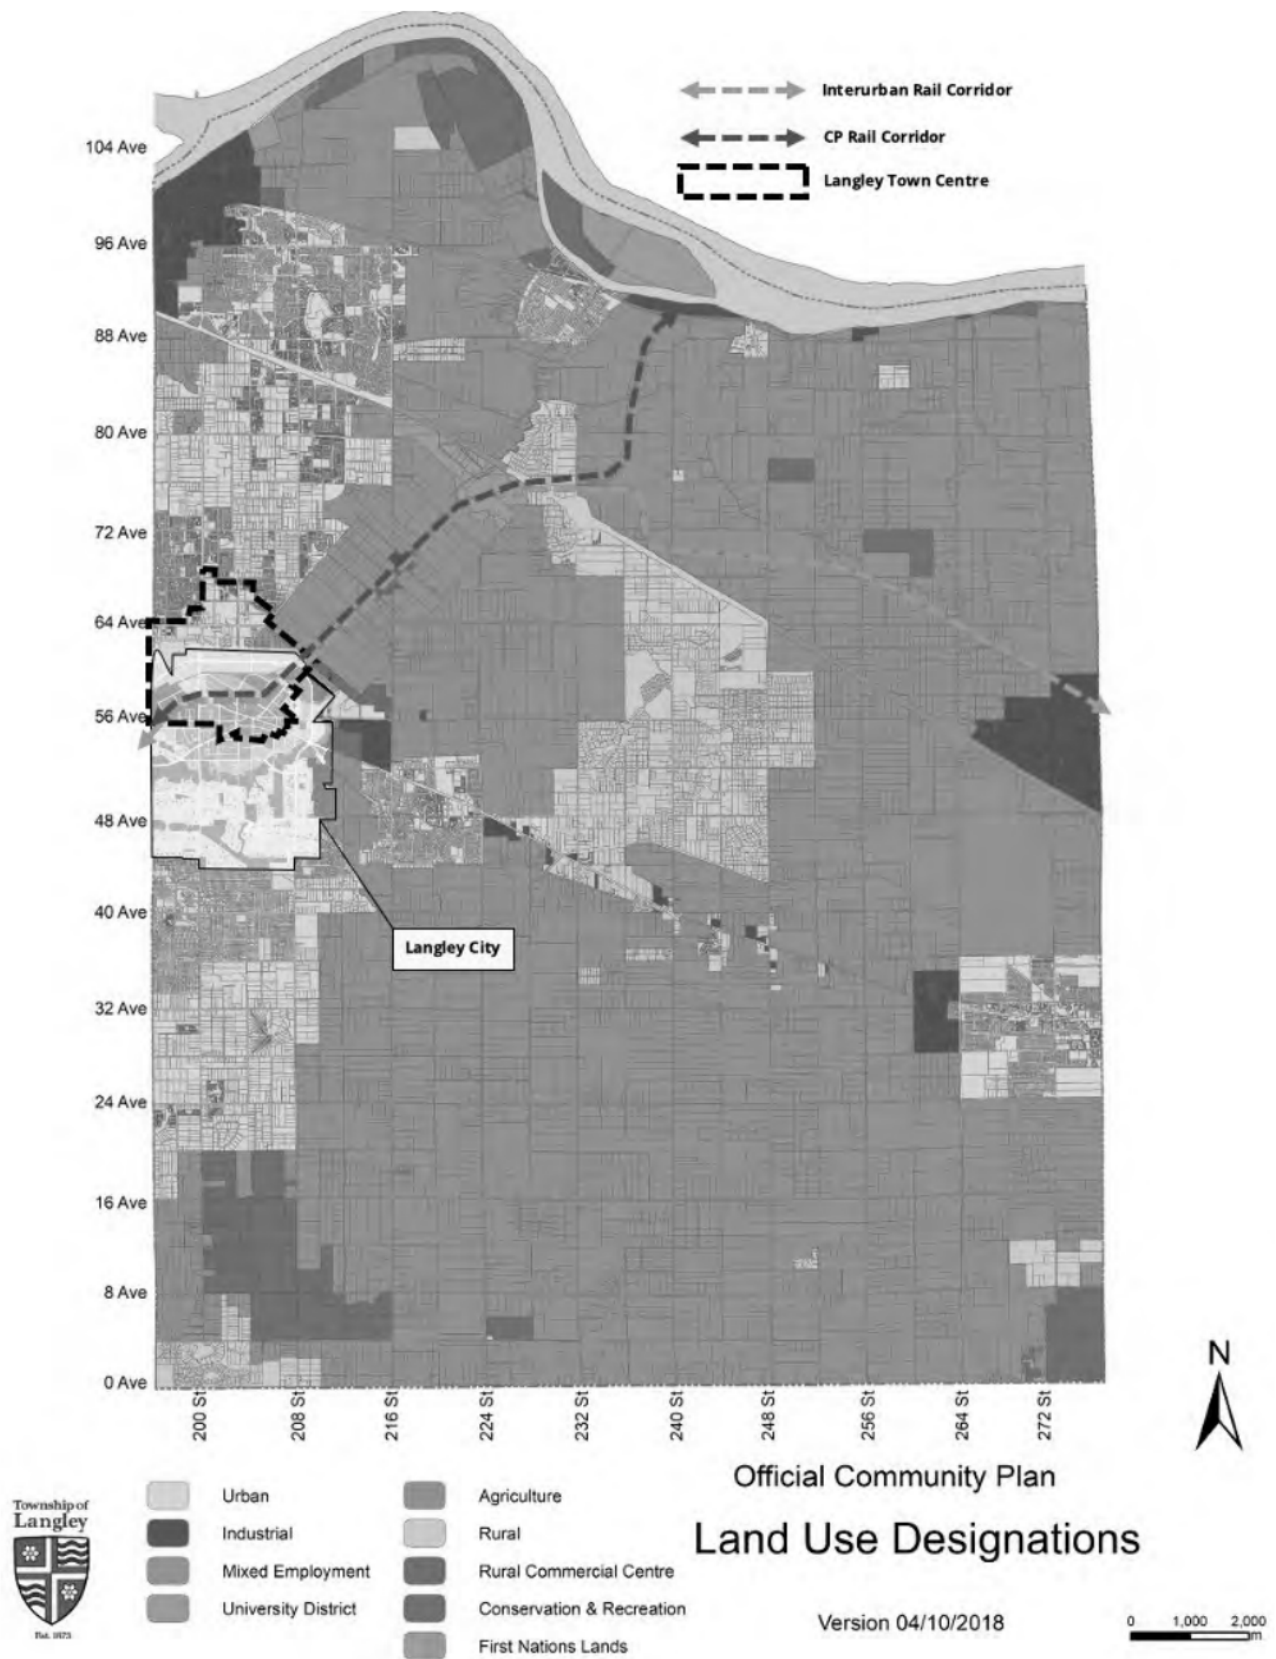 Interurban Rail Corridor
CP Rail Corridor
Langley Town Centre
104 Ave
96 Ave
88 Ave
80 Ave
72 Ave
64 Ave
56 Ave
48 Ave
40 Ave
32 Ave
24 Ave
16 Ave
8 Ave
0 Ave
Langley City
200 St
208 St
216 St
224 St
232 St
240 St
248 St
256 St
264 St
272 St
N
Official Community Plan
Land Use Designations
Version 04/10/2018
0 1,000 2,000
m
Township of
Langley
Est. 1873
Urban
Industrial
Mixed Employment
University District
Agriculture
Rural
Rural Commercial Centre
Conservation & Recreation
First Nations Lands